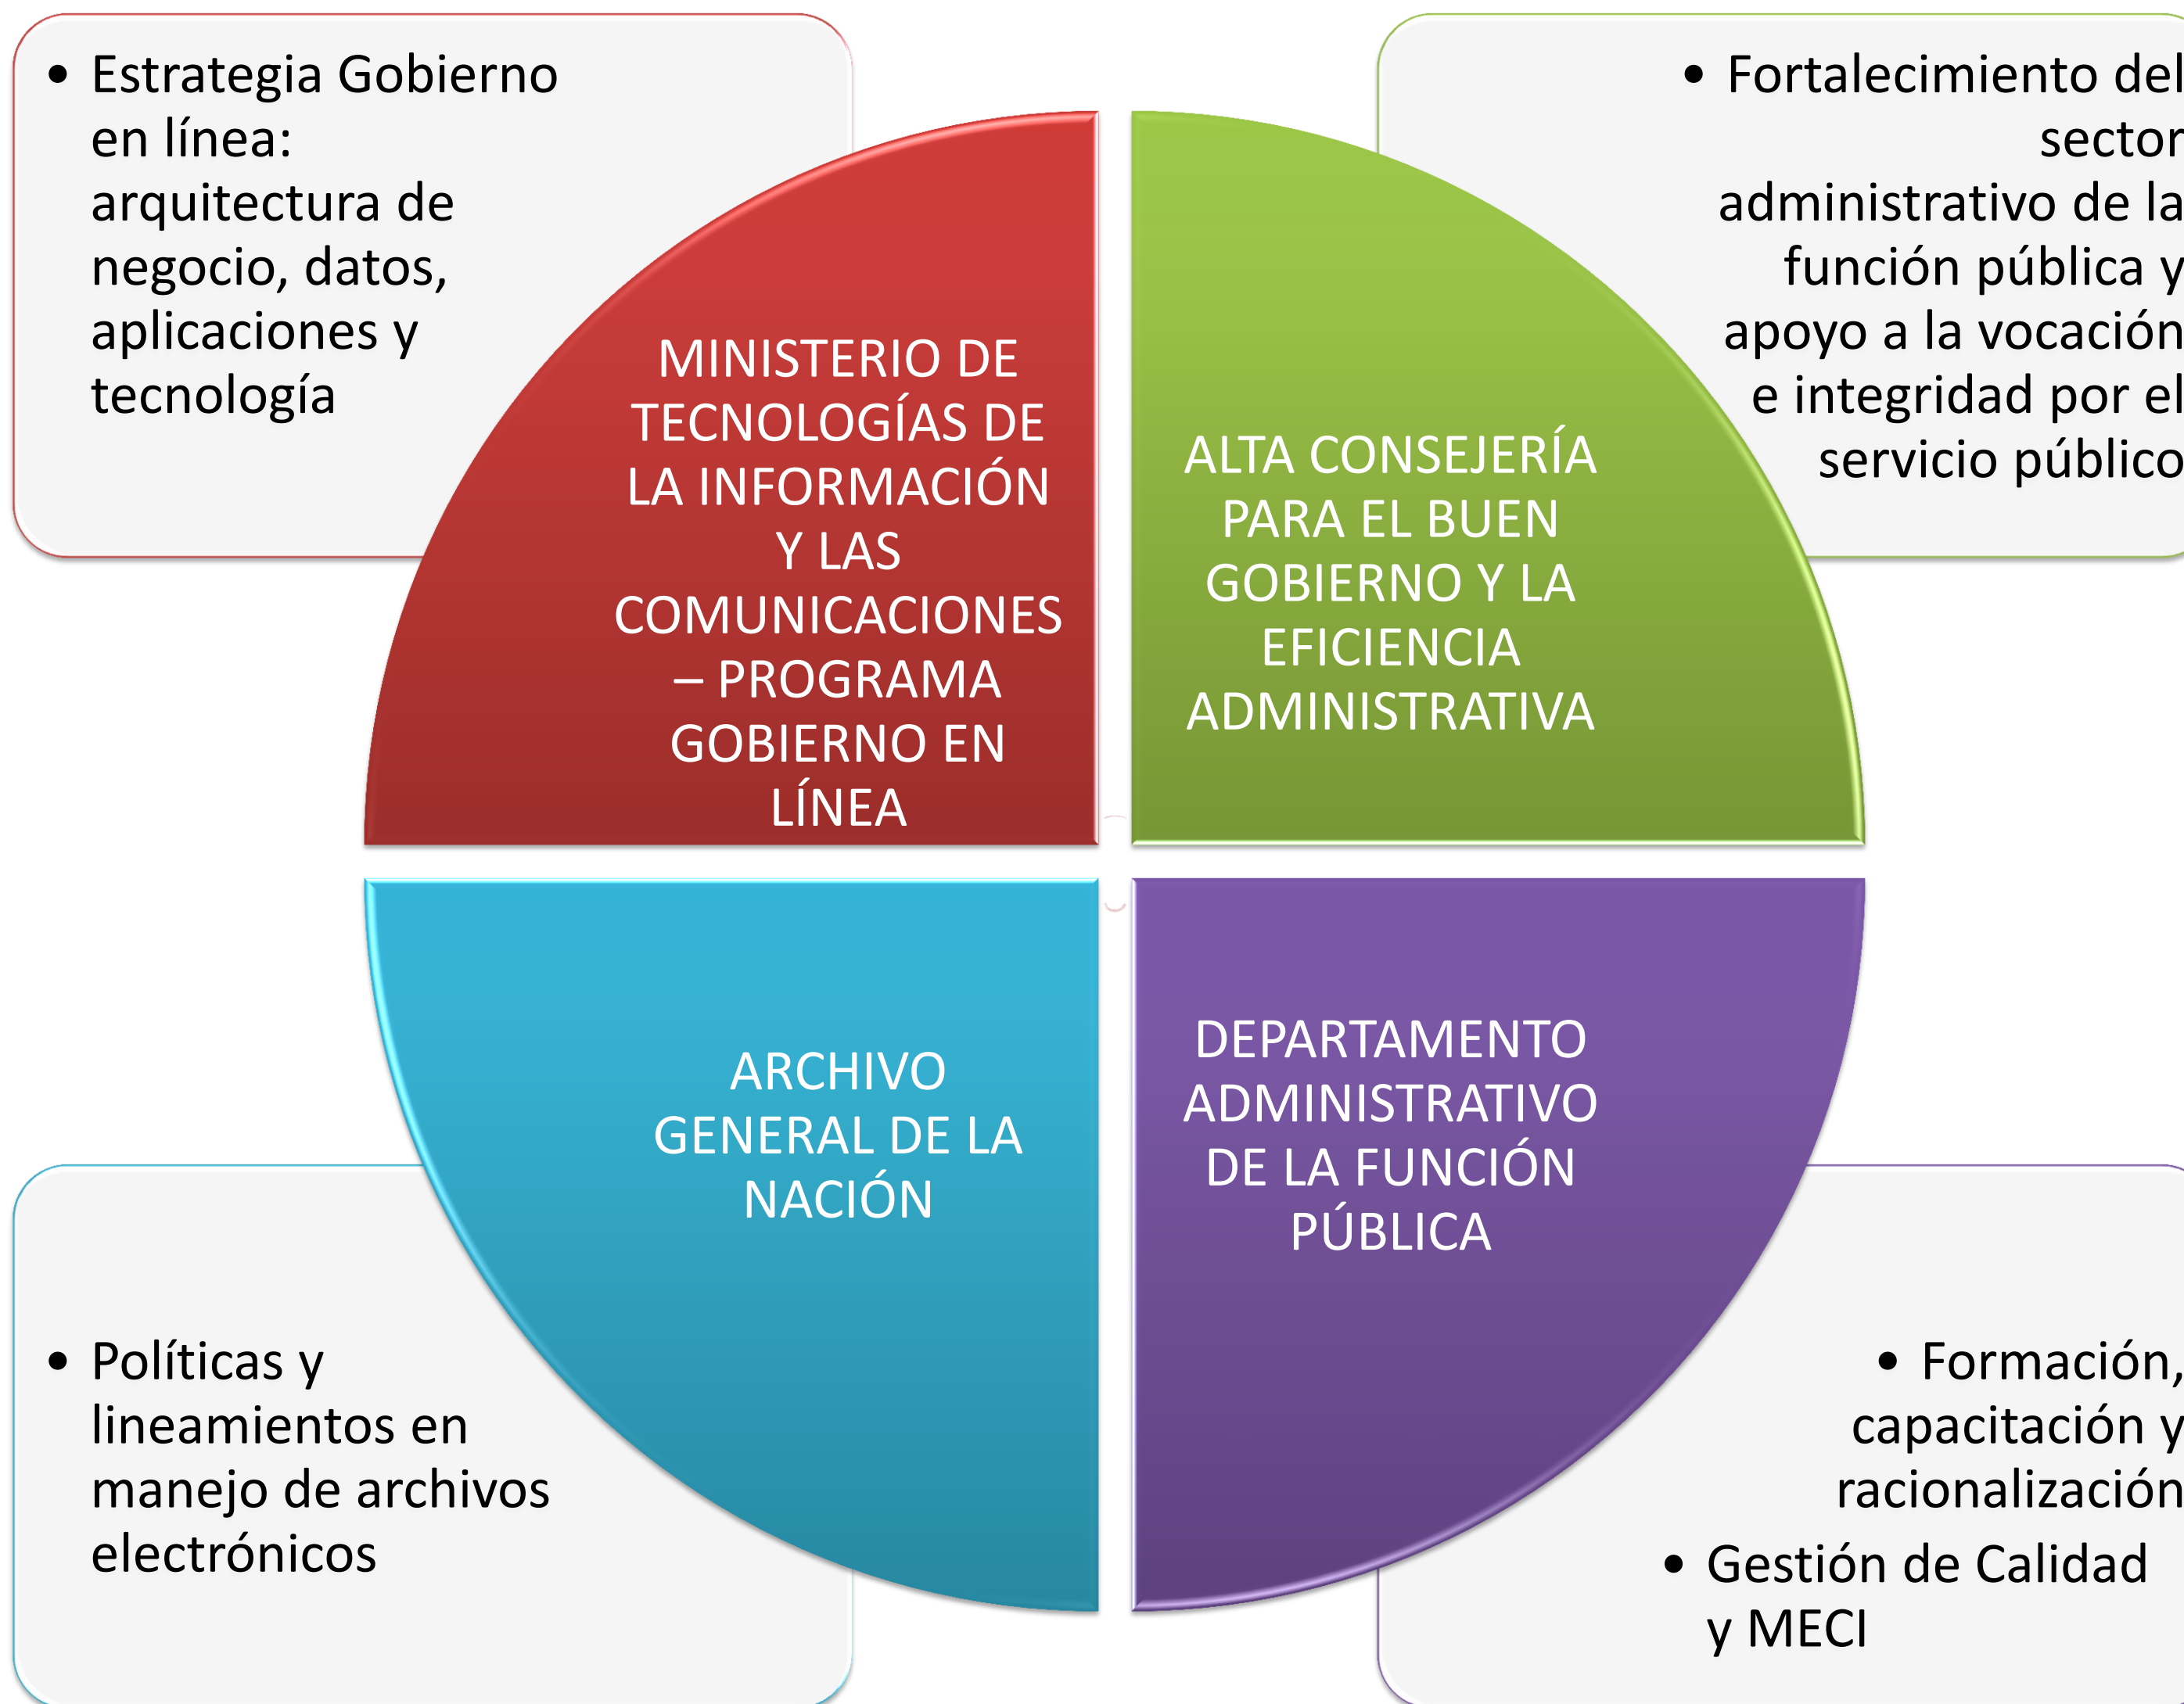 • Estrategia Gobierno
en línea:
arquitectura de
negocio, datos,
aplicaciones y
tecnología
MINISTERIO DE
TECNOLOGÍAS DE
LA INFORMACIÓN
Y LAS
COMUNICACIONES
– PROGRAMA
GOBIERNO EN
LÍNEA
• Fortalecimiento del
sector
administrativo de la
función pública y
apoyo a la vocación
e integridad por el
servicio público
ALTA CONSEJERÍA
PARA EL BUEN
GOBIERNO Y LA
EFICIENCIA
ADMINISTRATIVA
ARCHIVO
GENERAL DE LA
NACIÓN
• Políticas y
lineamientos en
manejo de archivos
electrónicos
DEPARTAMENTO
ADMINISTRATIVO
DE LA FUNCIÓN
PÚBLICA
• Formación,
capacitación y
racionalización
• Gestión de Calidad
y MECI